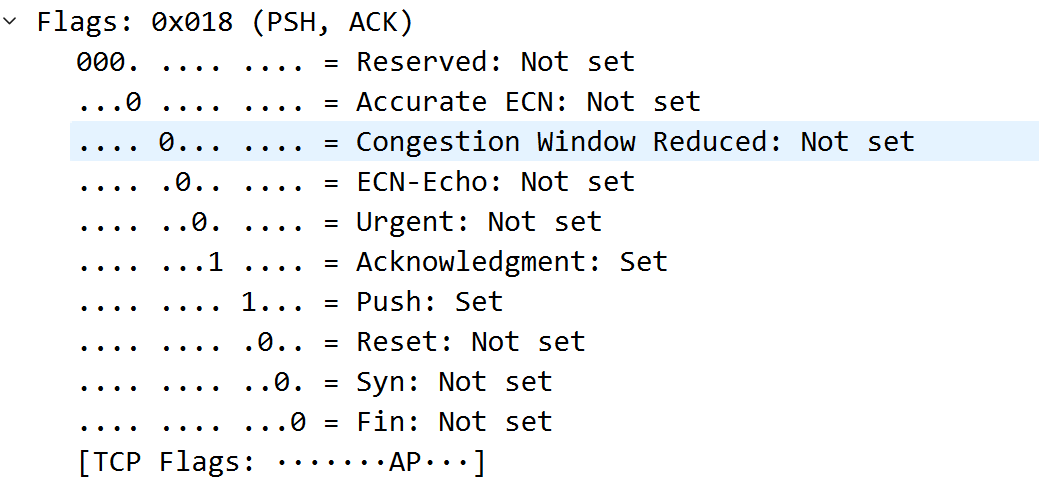 Flags: 0x018 (PSH, ACK)
000. .... .... = Reserved: Not set
...0 .... .... = Accurate ECN: Not set
.... 0... .... = Congestion Window Reduced: Not set
.... .0.. .... = ECN-Echo: Not set
.... ..0. .... = Urgent: Not set
.... ...1 .... = Acknowledgment: Set
.... .... 1... = Push: Set
.... .... .0.. = Reset: Not set
.... .... ..0. = Syn: Not set
.... .... ...0 = Fin: Not set
[TCP Flags: ·······AP···]